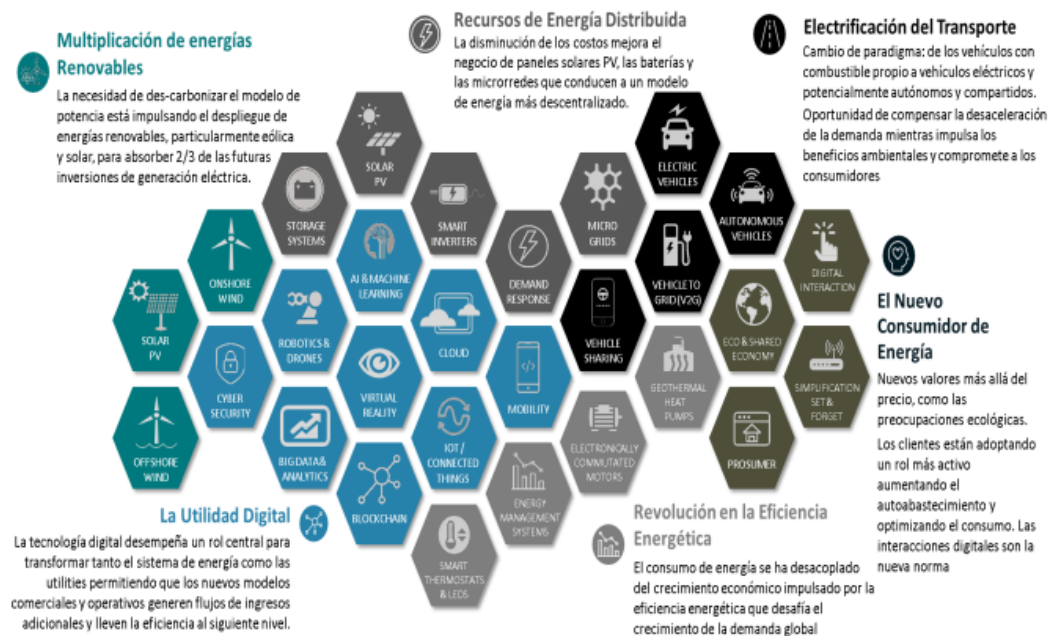 Multiplicación de energías
Renovables
La necesidad de des-carbonizar el modelo de
potencia está impulsando el despliegue de
energías renovables, particularmente eólica
y solar, para absorber 2/3 de las futuras
inversiones de generación eléctrica.
Recursos de Energía Distribuida
La disminución de los costos mejora el
negocio de paneles solares PV, las baterías y
las microrredes que conducen a un modelo
de energía más descentralizado.
Electrificación del Transporte
Cambio de paradigma: de los vehículos con
combustible propio a vehículos eléctricos y
potencialmente autónomos y compartidos.
Oportunidad de compensar la desaceleración
de la demanda mientras impulsa los
beneficios ambientales y compromete a los
consumidores
SOLAR
PV
ELECTRIC
VEHICLES
STORAGE
SYSTEMS
SMART
INVERTERS
MICRO
GRIDS
AUTONOMOUS
VEHICLES
ONSHORE
WIND
AI & MACHINE
LEARNING
DEMAND
RESPONSE
VEHICLE TO
GRID (V2G)
DIGITAL
INTERACTION
SOLAR
PV
ROBOTICS &
DRONES
CLOUD
VEHICLE
SHARING
ECO & SHARED
ECONOMY
CYBER
SECURITY
VIRTUAL
REALITY
MOBILITY
GEOTHERMAL
HEAT
PUMPS
SIMPLIFICATION
SET &
FORGET
OFFSHORE
WIND
BIG DATA &
ANALYTICS
IOT /
CONNECTED
THINGS
ELECTRONICALLY
COMMUTATED
MOTORS
PROSUMER
BLOCKCHAIN
ENERGY
MANAGEMENT
SYSTEMS
SMART
THERMOSTATS
& LEDS
El Nuevo
Consumidor de
Energía
Nuevos valores más allá del
precio, como las
preocupaciones ecológicas.
Los clientes están adoptando
un rol más activo
aumentando el
autoabastecimiento y
optimizando el consumo. Las
interacciones digitales son la
nueva norma
La Utilidad Digital
La tecnología digital desempeña un rol central para
transformar tanto el sistema de energía como las
utilities permitiendo que los nuevos modelos
comerciales y operativos generen flujos de ingresos
adicionales y lleven la eficiencia al siguiente nivel.
Revolución en la Eficiencia
Energética
El consumo de energía se ha desacoplado
del crecimiento económico impulsado por la
eficiencia energética que desafía el
crecimiento de la demanda global